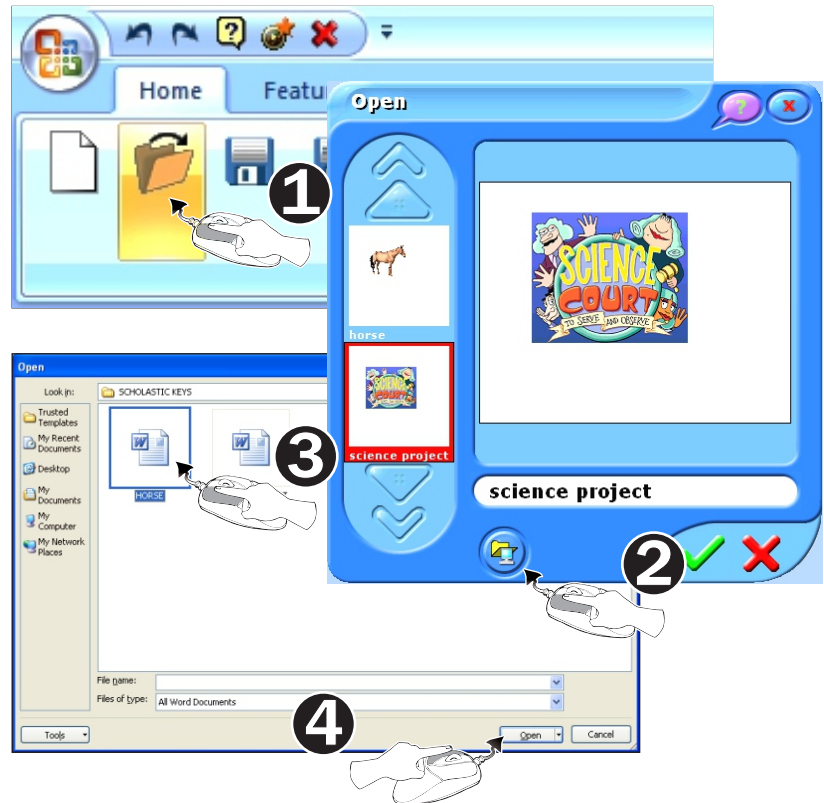 Home Featu
1
Open
?
horse
science project
SCIENCE
COURT
TO SERVE AND OBSERVE
science project
2
Open
Look in:
SCHOLASTIC KEYS
Trusted
Templates
My Recent
Documents
Desktop
My
Documents
My
Computer
My Network
Places
W
W
HORSE
3
File name:
Files of type: All Word Documents
4
Tools Open Cancel